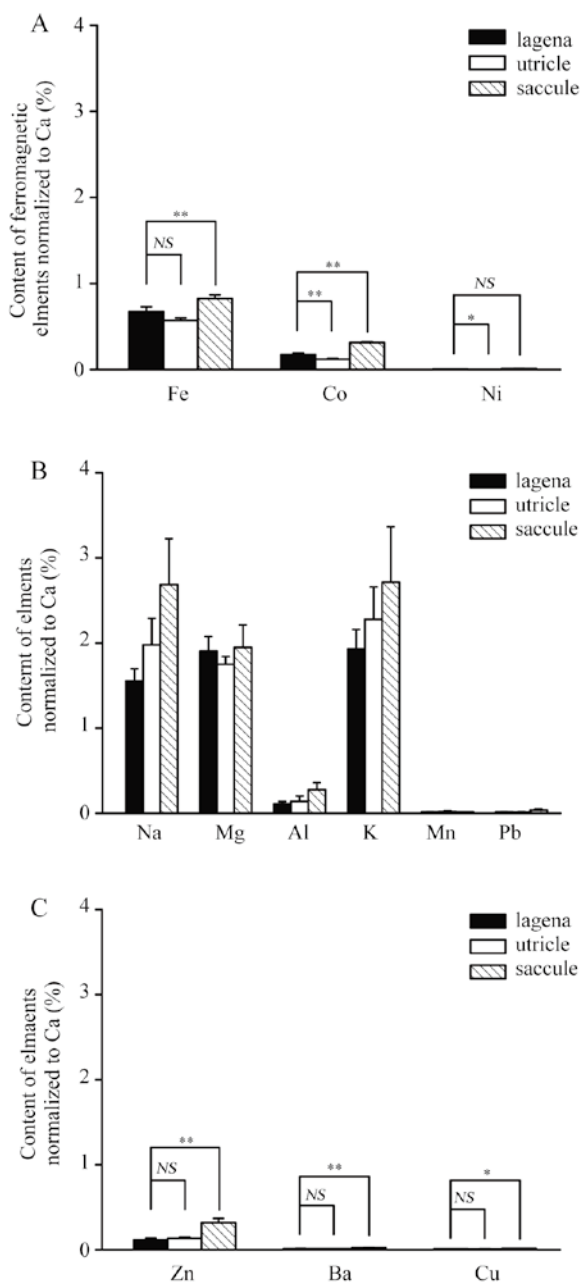 A
Content of ferromagnetic
elments normalized to Ca (%)
4
3
2
1
0
lagena
utricle
saccule
**
NS
**
**
NS
*
Fe Co Ni
B
Conternt of elments
normalized to Ca (%)
4
3
2
1
0
lagena
utricle
saccule
Na Mg Al K Mn Pb
C
Content of elmaents
normalized to Ca (%)
4
3
2
1
0
lagena
utricle
saccule
**
NS
**
NS
*
NS
Zn Ba Cu